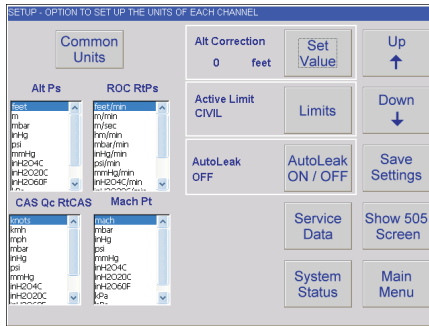 SETUP - OPTION TO SET UP THE UNITS OF EACH CHANNEL
Common
Units
Alt Ps
feet
m
mbar
inHg
psi
mmHg
inH2O4C
inH2O20C
inH2O60F
ROC RtPs
feet/min
m/min
m/sec
hm/min
mbar/min
inHg/min
psi/min
mmHg/min
inH2O4C/min
CAS Qc RtCAS
knots
kmh
mph
mbar
inHg
psi
mmHg
inH2O4C
inH2O20C
Mach Pt
mach
mbar
inHg
psi
mmHg
inH2O4C
inH2O20C
inH2O60F
kPa
Alt Correction
0 feet
Set
Value
Active Limit
CIVIL
Limits
AutoLeak
OFF
AutoLeak
ON / OFF
Service
Data
System
Status
Up
Down
Save
Settings
Show 505
Screen
Main
Menu